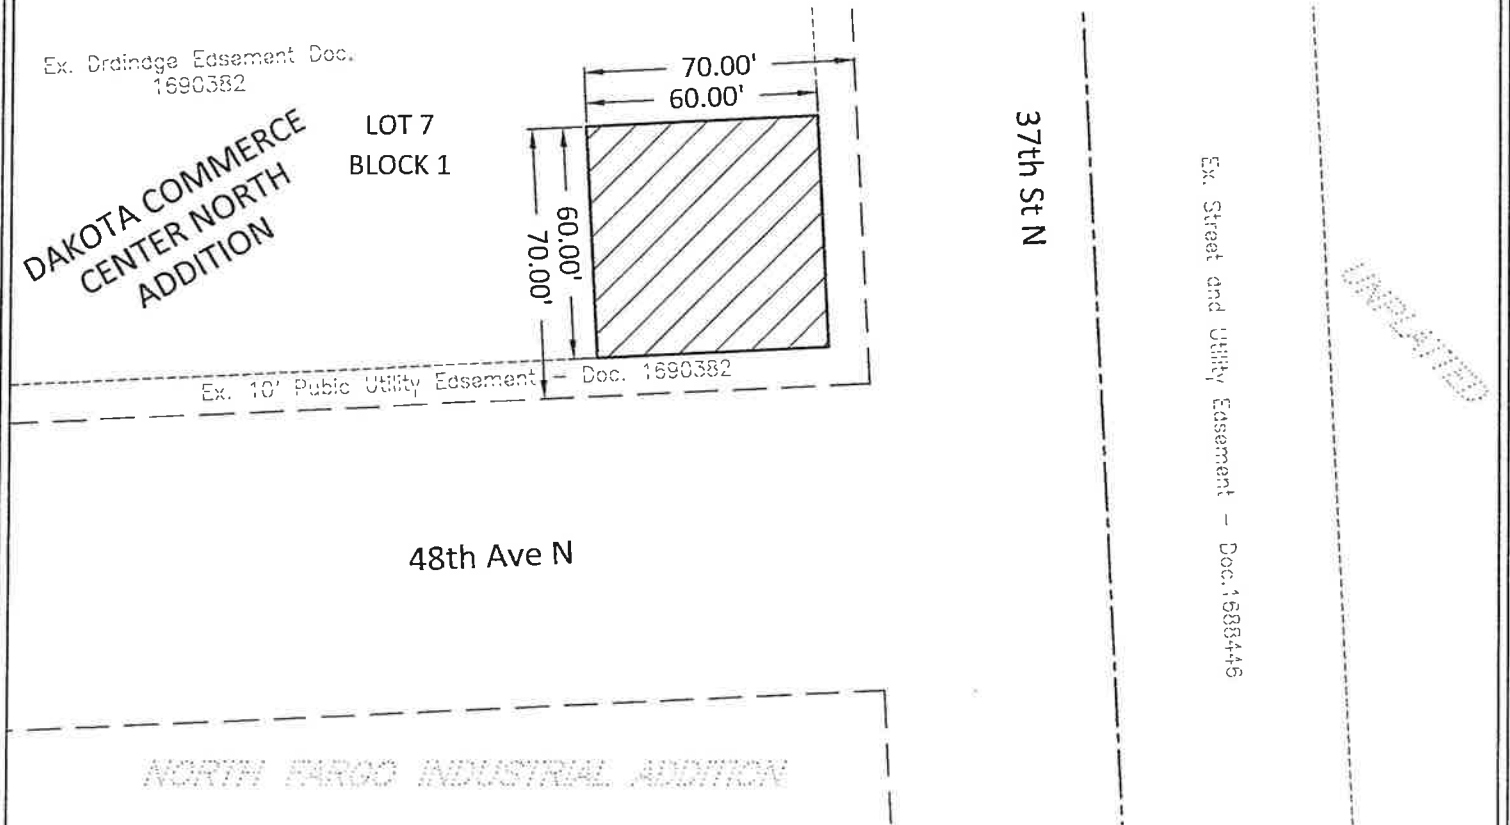 Ex. Drainage Easement Doc.
1690382
DAKOTA COMMERCE
CENTER NORTH
ADDITION
LOT 7
BLOCK 1
70.00'
60.00'
60.00'
70.00'
Ex. 10' Pubic Utility Easement - Doc. 1690382
48th Ave N
37th St N
Ex. Street and Utility Easement - Doc.1688446
UNPLATTED
NORTH FARGO INDUSTRIAL ADDITION